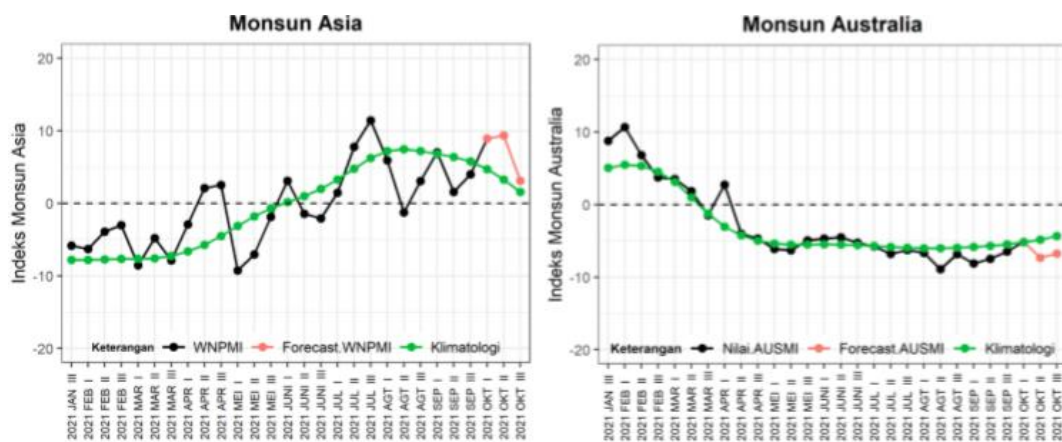 Monsun Asia
Indeks Monsun Asia
20
10
0
-10
-20
Keterangan WNPMI Forecast.WNPMI Klimatologi
2021 JAN III
2021 FEB I
2021 FEB II
2021 FEB III
2021 MAR I
2021 MAR II
2021 MAR III
2021 APR I
2021 APR II
2021 APR III
2021 MEI I
2021 MEI II
2021 MEI III
2021 JUNI I
2021 JUNI II
2021 JUNI III
2021 JUL I
2021 JUL II
2021 JUL III
2021 AGT I
2021 AGT II
2021 AGT III
2021 SEP I
2021 SEP II
2021 SEP III
2021 OKT I
2021 OKT II
2021 OKT III
Monsun Australia
Indeks Monsun Australia
20
10
0
-10
-20
Keterangan Nilai.AUSMI Forecast.AUSMI Klimatologi
2021 JAN III
2021 FEB I
2021 FEB II
2021 FEB III
2021 MAR I
2021 MAR II
2021 MAR III
2021 APR I
2021 APR II
2021 APR III
2021 MEI I
2021 MEI II
2021 MEI III
2021 JUNI I
2021 JUNI II
2021 JUNI III
2021 JUL I
2021 JUL II
2021 JUL III
2021 AGT I
2021 AGT II
2021 AGT III
2021 SEP I
2021 SEP II
2021 SEP III
2021 OKT I
2021 OKT II
2021 OKT III